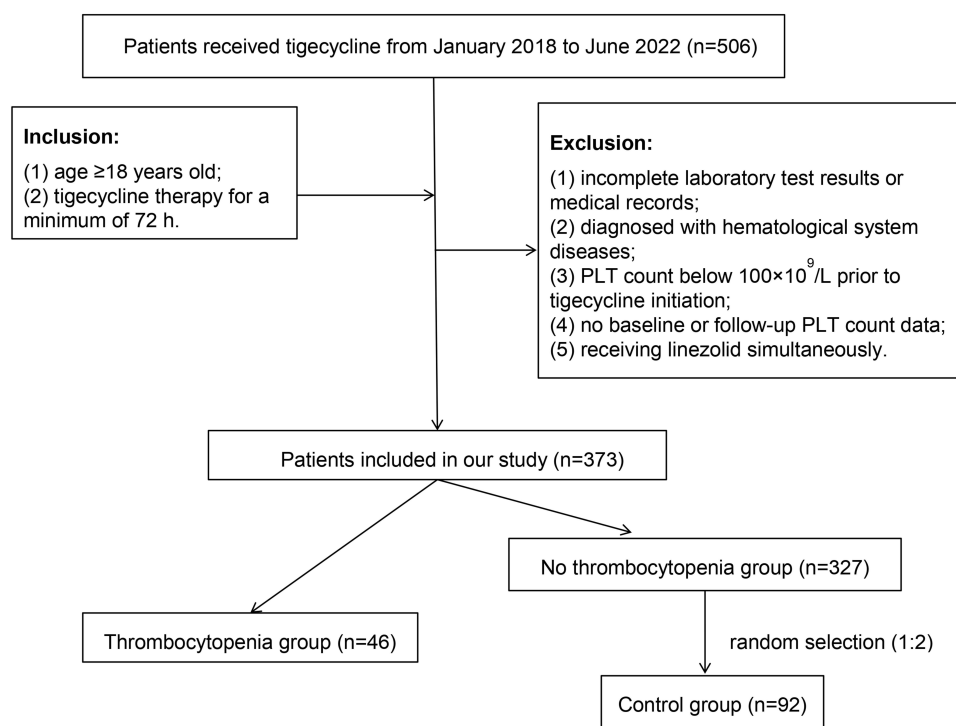 Patients received tigecycline from January 2018 to June 2022 (n=506)
Inclusion:
(1) age ≥18 years old;
(2) tigecycline therapy for a
minimum of 72 h.
Exclusion:
(1) incomplete laboratory test results or
medical records;
(2) diagnosed with hematological system
diseases;
(3) PLT count below 100×10⁹/L prior to
tigecycline initiation;
(4) no baseline or follow-up PLT count data;
(5) receiving linezolid simultaneously.
Patients included in our study (n=373)
No thrombocytopenia group (n=327)
Thrombocytopenia group (n=46)
random selection (1:2)
Control group (n=92)